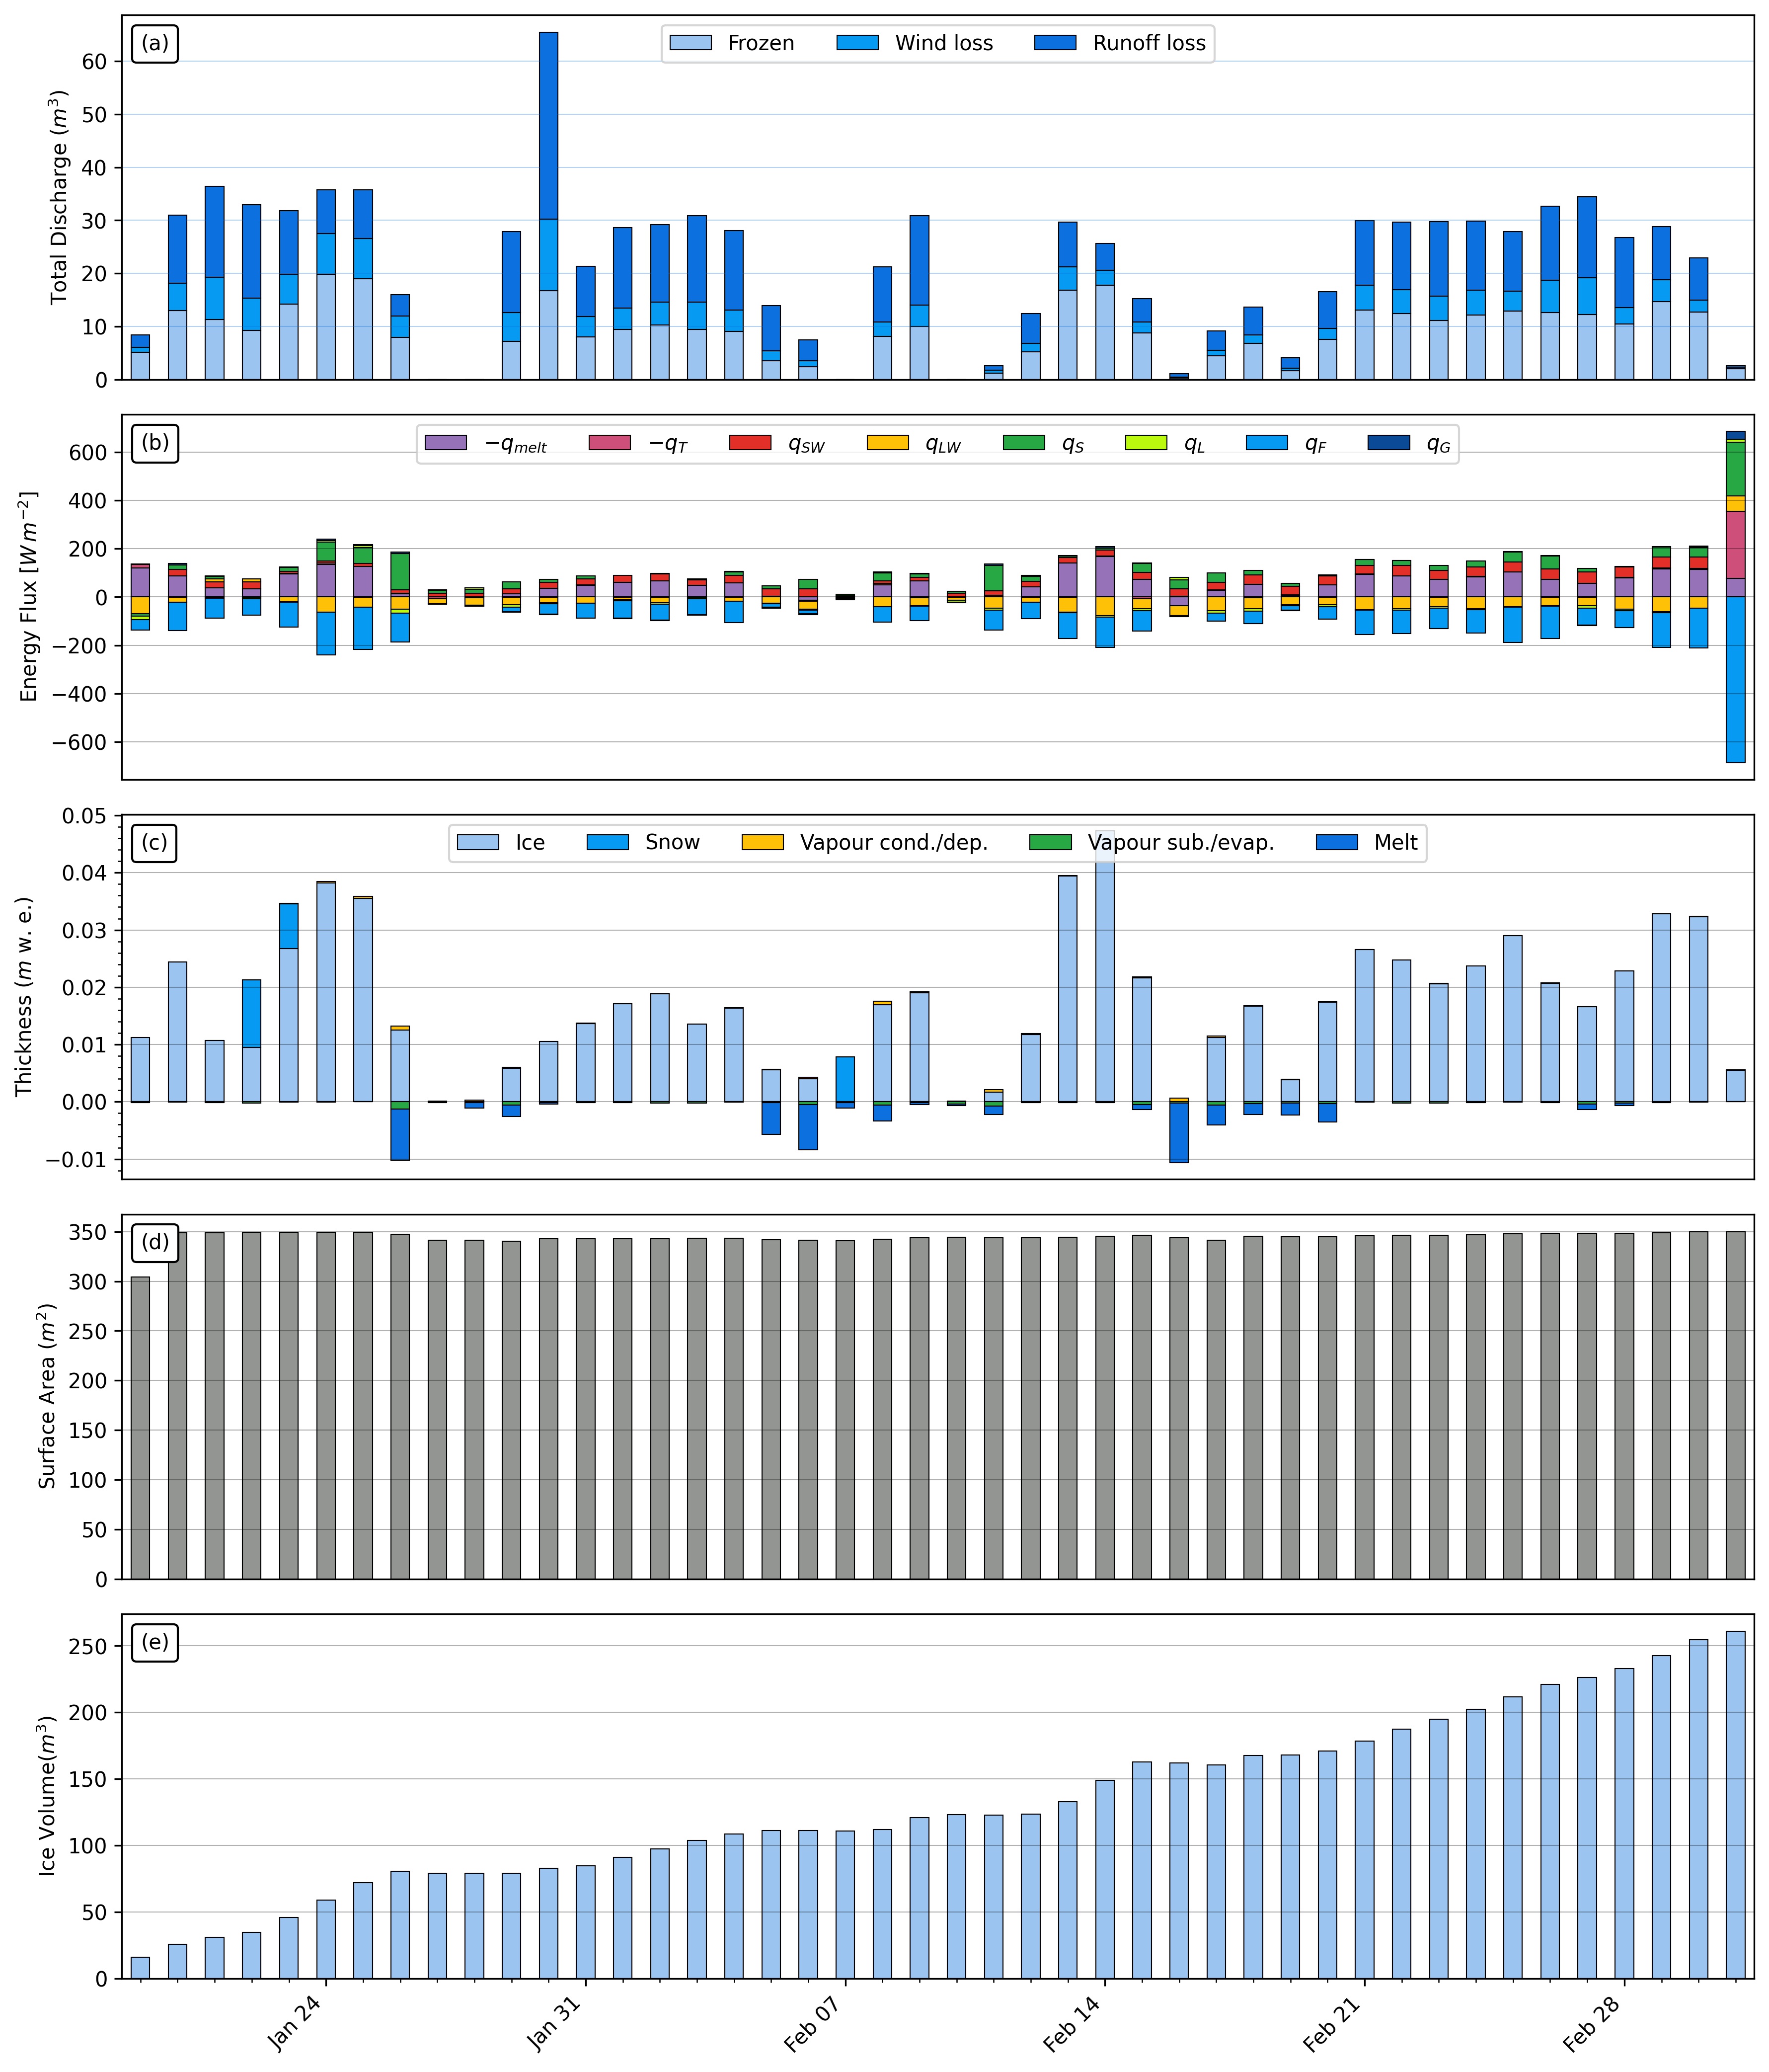 (a)
Frozen Wind loss Runoff loss
Total Discharge (m³)
60
50
40
30
20
10
0
(b)
−q_melt −q_T q_SW q_LW q_S q_L q_F q_G
Energy Flux [W m⁻²]
600
400
200
0
−200
−400
−600
(c)
Ice Snow Vapour cond./dep. Vapour sub./evap. Melt
Thickness (m w. e.)
0.05
0.04
0.03
0.02
0.01
0.00
−0.01
(d)
Surface Area (m²)
350
300
250
200
150
100
50
0
(e)
Ice Volume(m³)
250
200
150
100
50
0
Jan 24 Jan 31 Feb 07 Feb 14 Feb 21 Feb 28